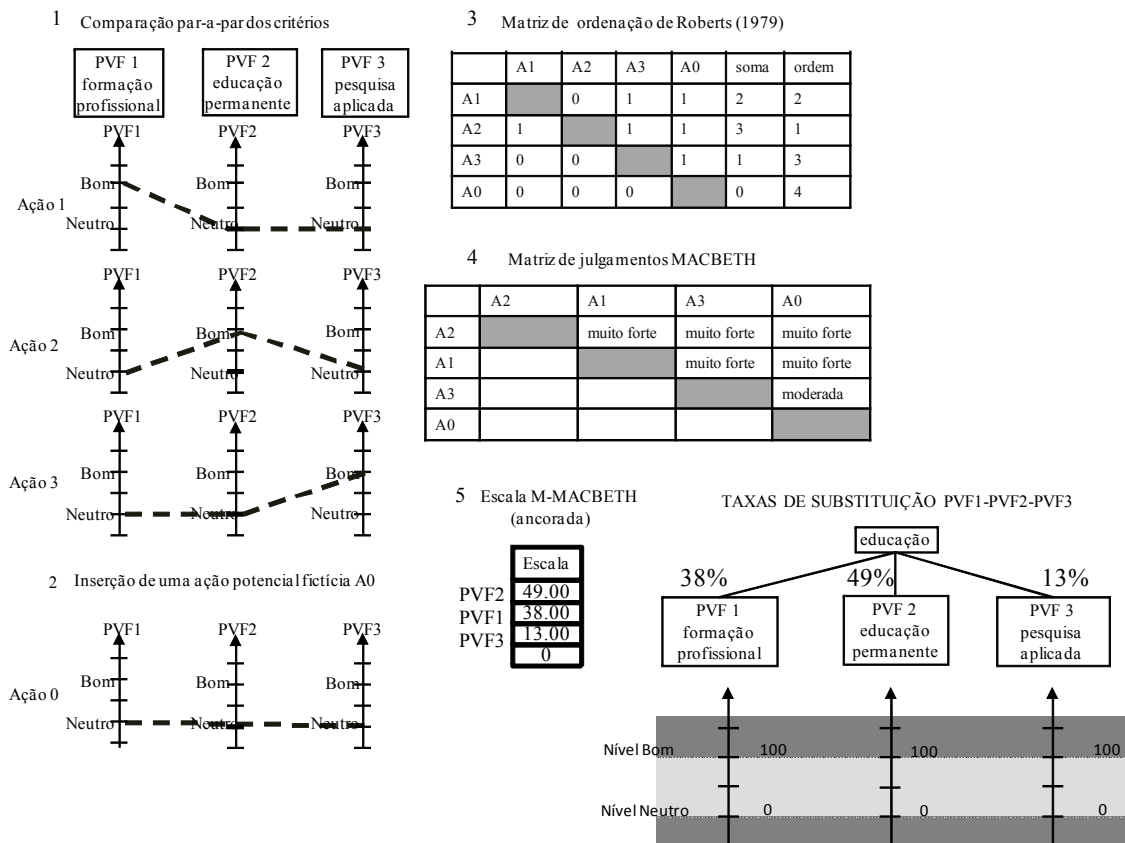 1 Comparação par-a-par dos critérios
PVF 1
formação
profissional
PVF 2
educação
permanente
PVF 3
pesquisa
aplicada
PVF1 PVF2 PVF3
Ação 1
Bom Bom Bom
Neutro Neutro Neutro
PVF1 PVF2 PVF3
Ação 2
Bom Bom Bom
Neutro Neutro Neutro
PVF1 PVF2 PVF3
Ação 3
Bom Bom Bom
Neutro Neutro Neutro
2 Inserção de uma ação potencial fictícia A0
PVF1 PVF2 PVF3
Ação 0
Bom Bom Bom
Neutro Neutro Neutro
3 Matriz de ordenação de Roberts (1979)
A1 A2 A3 A0 soma ordem
A1 0 1 1 2 2
A2 1 1 1 3 1
A3 0 0 1 1 3
A0 0 0 0 0 4
4 Matriz de julgamentos MACBETH
A2 A1 A3 A0
A2 muito forte muito forte muito forte
A1 muito forte muito forte
A3 moderada
A0
5 Escala M-MACBETH
(ancorada)
Escala
PVF2 49.00
PVF1 38.00
PVF3 13.00
0
TAXAS DE SUBSTITUIÇÃO PVF1-PVF2-PVF3
educação
38% 49% 13%
PVF 1
formação
profissional
PVF 2
educação
permanente
PVF 3
pesquisa
aplicada
Nível Bom 100 100 100
Nível Neutro 0 0 0